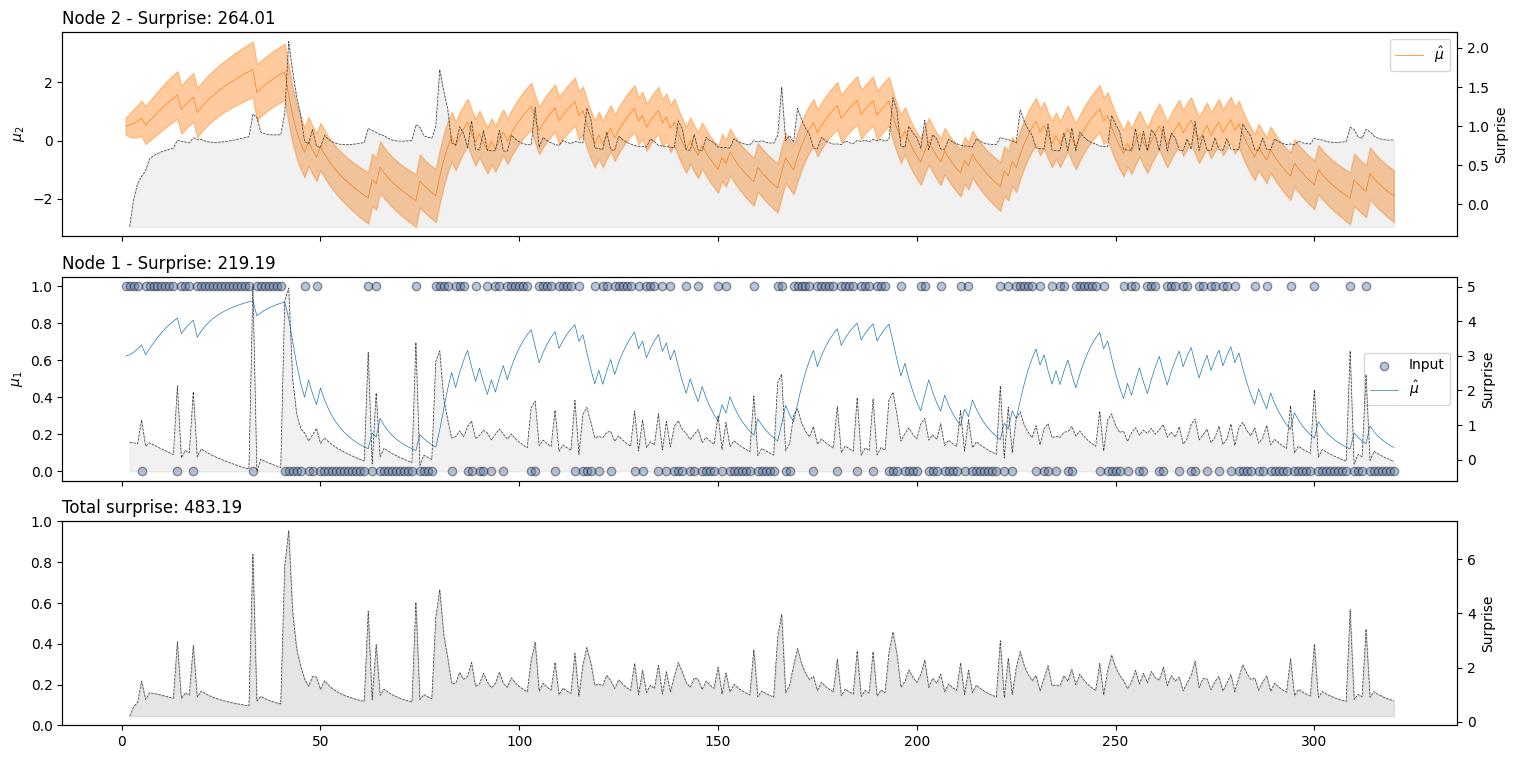 Node 2 - Surprise: 264.01
μ₂
2
0
−2
2.0
1.5
1.0
0.5
0.0
Surprise
μ̂
Node 1 - Surprise: 219.19
μ₁
1.0
0.8
0.6
0.4
0.2
0.0
5
4
3
2
1
0
Surprise
Input
μ̂
Total surprise: 483.19
1.0
0.8
0.6
0.4
0.2
0.0
6
4
2
0
Surprise
0 50 100 150 200 250 300